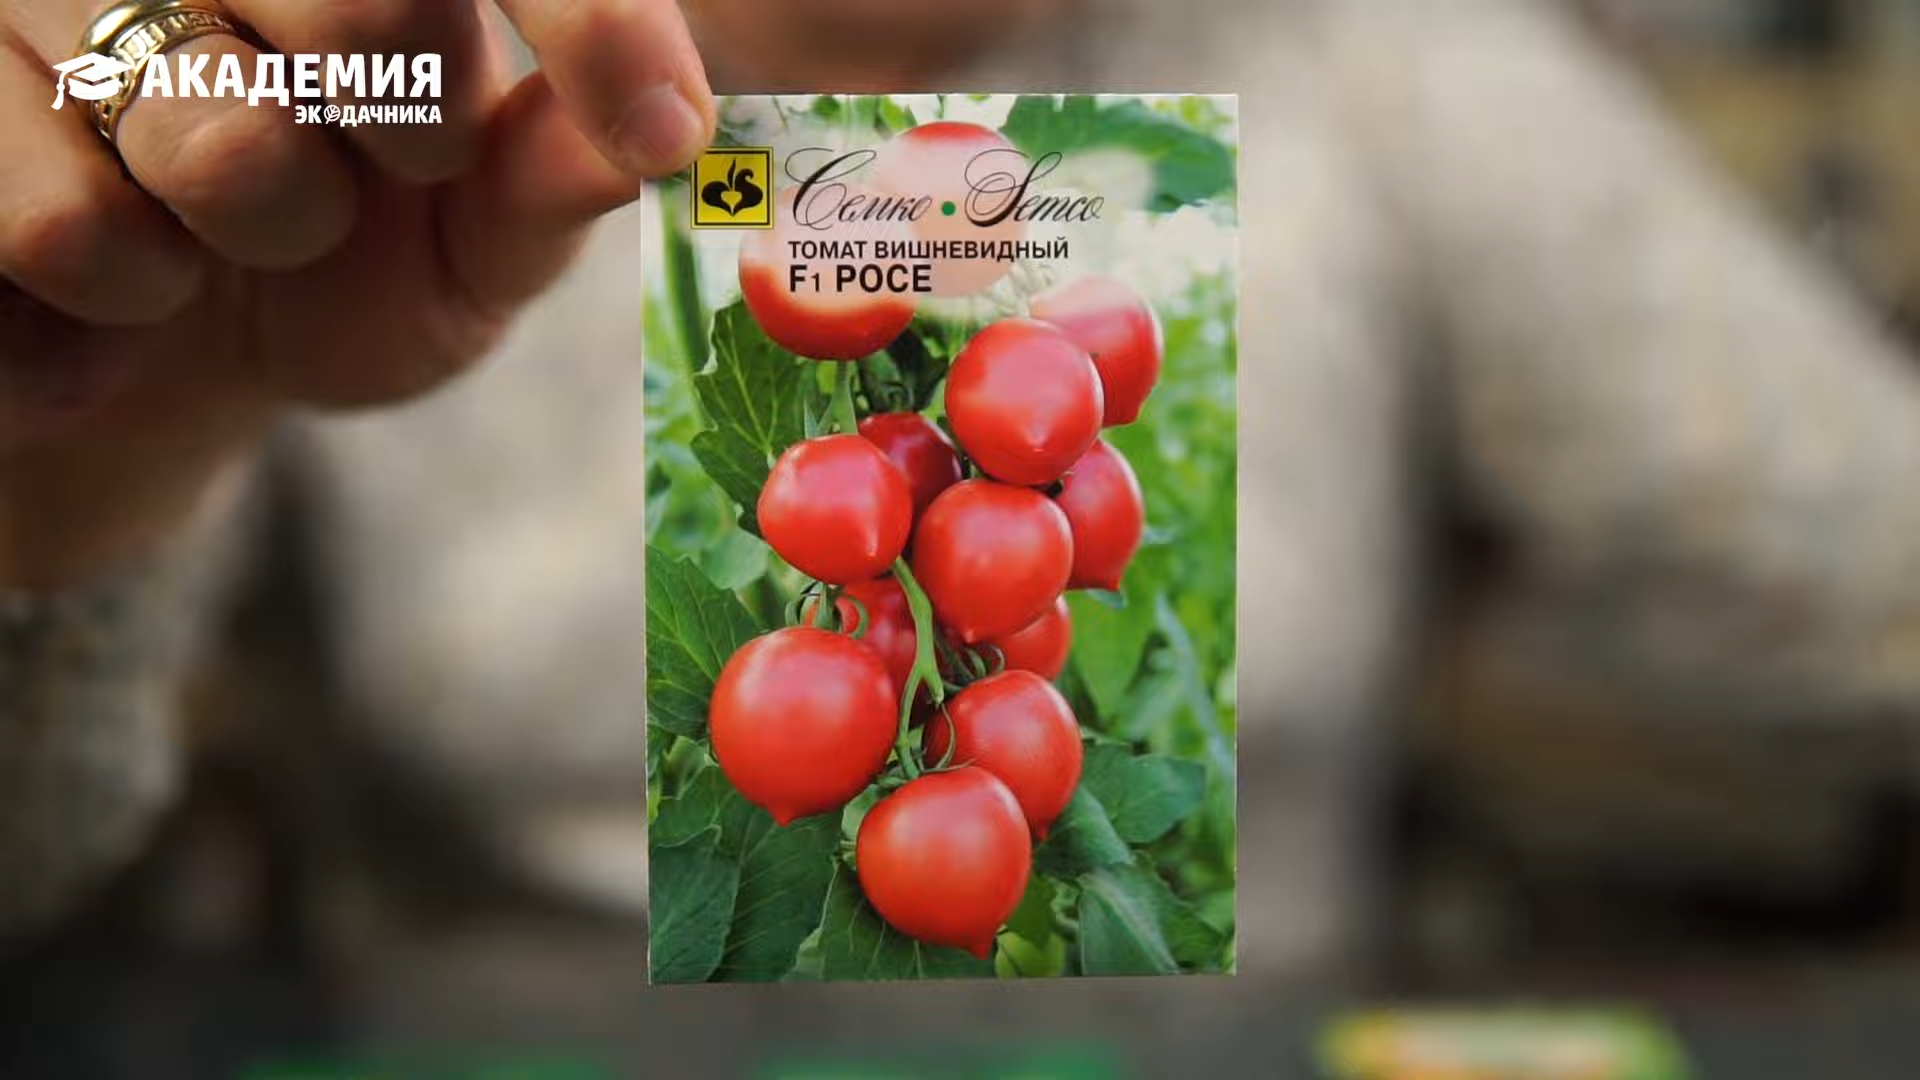 АКАДЕМИЯ
ЭКОДАЧНИКА
Семко • Semco
ТОМАТ ВИШНЕВИДНЫЙ
F1 РОСЕ